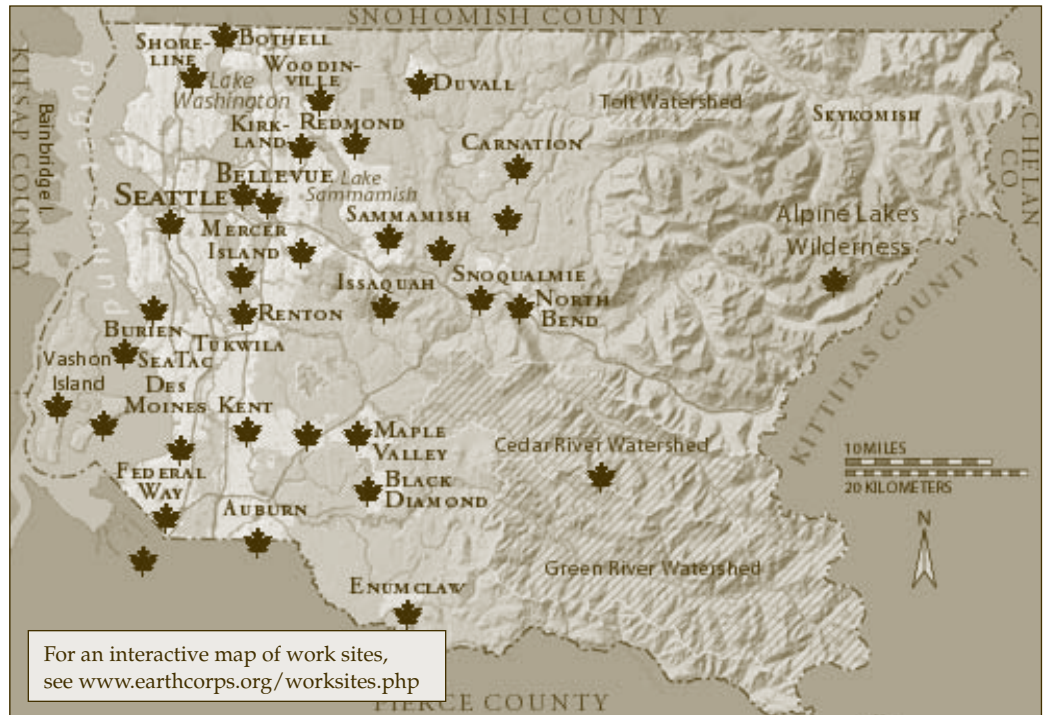 SNOHOMISH COUNTY
KITSAP COUNTY
Bainbridge I.
puget sound
SHORE-
LINE
BOTHELL
Lake
Washington
WOODIN-
VILLE
DUVALL
Tolt Watershed
SKYKOMISH
CHELAN
CO.
KIRK-
LAND
REDMOND
CARNATION
BELLEVUE
Lake
Sammamish
SEATTLE
MERCER
ISLAND
SAMMAMISH
Alpine Lakes
Wilderness
ISSAQUAH
SNOQUALMIE
NORTH
BEND
RENTON
BURIEN
TUKWILA
Vashon
Island
SEATAC
DES
MOINES
KENT
KITTITAS COUNTY
MAPLE
VALLEY
Cedar River Watershed
10 MILES
20 KILOMETERS
FEDERAL
WAY
AUBURN
BLACK
DIAMOND
N
Green River Watershed
ENUMCLAW
For an interactive map of work sites,
see www.earthcorps.org/worksites.php
PIERCE COUNTY